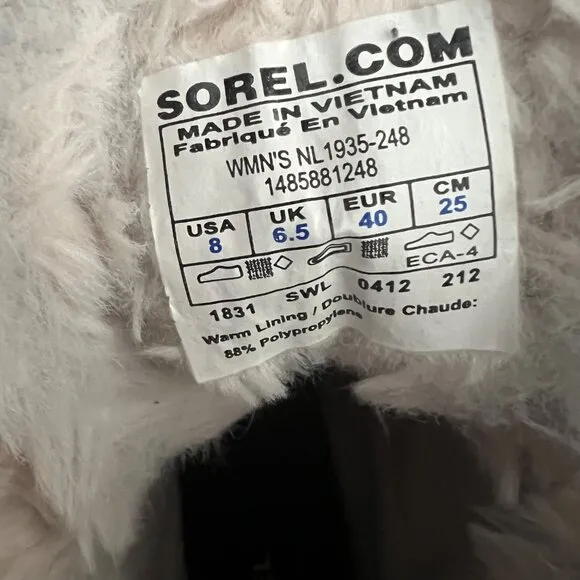 SOREL.COM
MADE IN VIETNAM
Fabriqué En Vietnam
WMN'S NL1935-248
1485881248
USA UK EUR CM
8 6.5 40 25
ECA-4
1831 SWL 0412 212
Warm Lining / Doublure Chaude:
88% Polypropylene